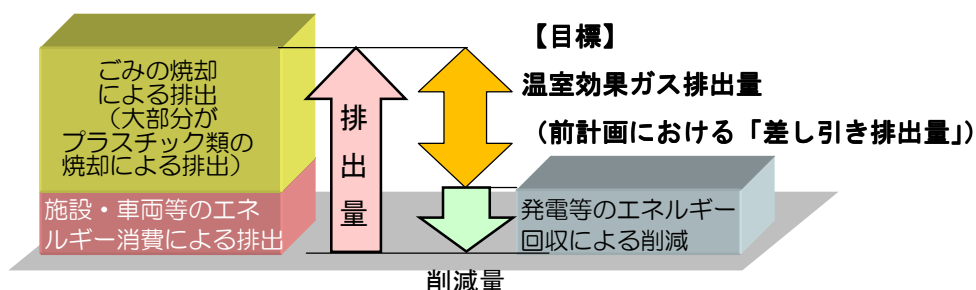 ごみの焼却
による排出
（大部分が
プラスチック類の
焼却による排出）
施設・車両等のエネ
ルギー消費による排出
排
出
量
【目標】
温室効果ガス排出量
（前計画における「差し引き排出量」）
発電等のエネルギー
回収による削減
削減量